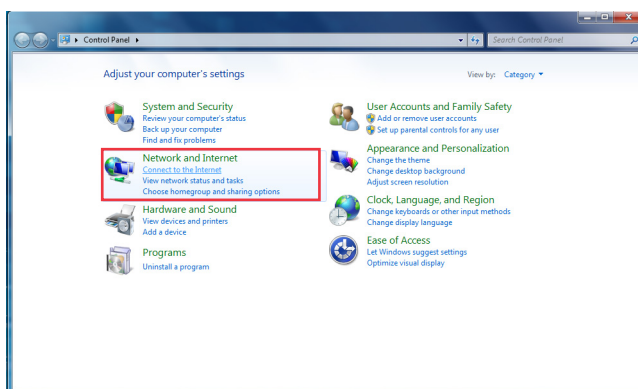 Control Panel
Search Control Panel
Adjust your computer's settings
View by: Category
System and Security
Review your computer's status
Back up your computer
Find and fix problems
Network and Internet
Connect to the Internet
View network status and tasks
Choose homegroup and sharing options
Hardware and Sound
View devices and printers
Add a device
Programs
Uninstall a program
User Accounts and Family Safety
Add or remove user accounts
Set up parental controls for any user
Appearance and Personalization
Change the theme
Change desktop background
Adjust screen resolution
Clock, Language, and Region
Change keyboards or other input methods
Change display language
Ease of Access
Let Windows suggest settings
Optimize visual display